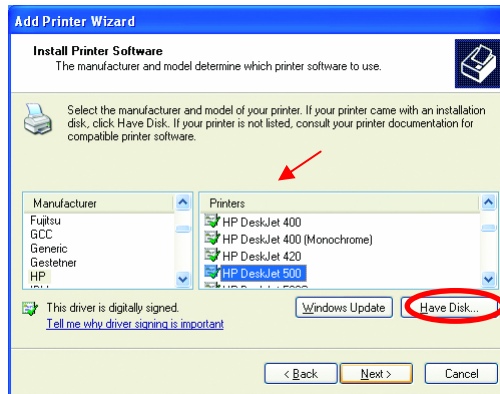 Add Printer Wizard
Install Printer Software
The manufacturer and model determine which printer software to use.
Select the manufacturer and model of your printer. If your printer came with an installation
disk, click Have Disk. If your printer is not listed, consult your printer documentation for
compatible printer software.
Manufacturer
Fujitsu
GCC
Generic
Gestetner
HP
Printers
HP DeskJet 400
HP DeskJet 400 (Monochrome)
HP DeskJet 420
HP DeskJet 500
This driver is digitally signed.
Tell me why driver signing is important
Windows Update
Have Disk...
< Back
Next >
Cancel